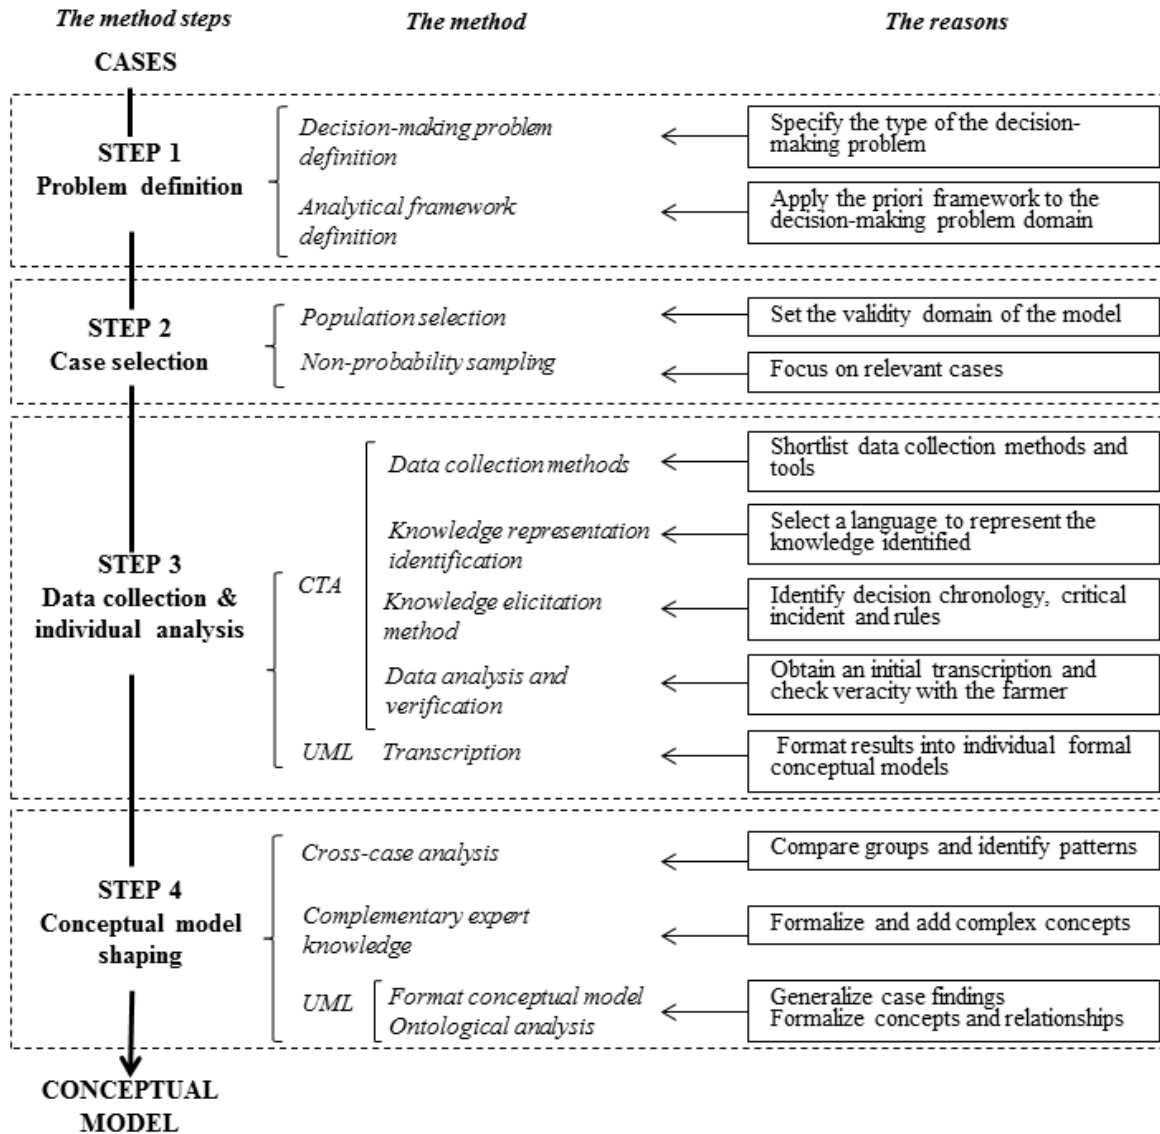 The method steps
The method
The reasons
CASES
STEP 1
Problem definition
Decision-making problem
definition
Specify the type of the decision-
making problem
Analytical framework
definition
Apply the priori framework to the
decision-making problem domain
STEP 2
Case selection
Population selection
Set the validity domain of the model
Non-probability sampling
Focus on relevant cases
STEP 3
Data collection &
individual analysis
CTA
Data collection methods
Shortlist data collection methods and
tools
Knowledge representation
identification
Select a language to represent the
knowledge identified
Knowledge elicitation
method
Identify decision chronology, critical
incident and rules
Data analysis and
verification
Obtain an initial transcription and
check veracity with the farmer
UML Transcription
Format results into individual formal
conceptual models
STEP 4
Conceptual model
shaping
Cross-case analysis
Compare groups and identify patterns
Complementary expert
knowledge
Formalize and add complex concepts
UML
Format conceptual model
Ontological analysis
Generalize case findings
Formalize concepts and relationships
CONCEPTUAL
MODEL